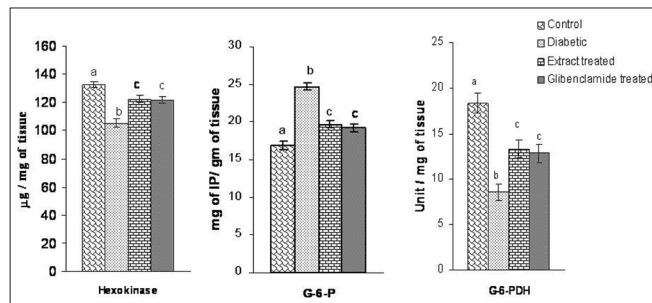 Control
Diabetic
Extract treated
Glibenclamide treated
µg / mg of tissue
160
140
120
100
80
60
40
20
0
a
b
c
c
Hexokinase
mg of IP/ gm of tissue
30
25
20
15
10
5
0
a
b
c
c
G-6-P
Unit / mg of tissue
25
20
15
10
5
0
a
b
c
c
G-6-PDH